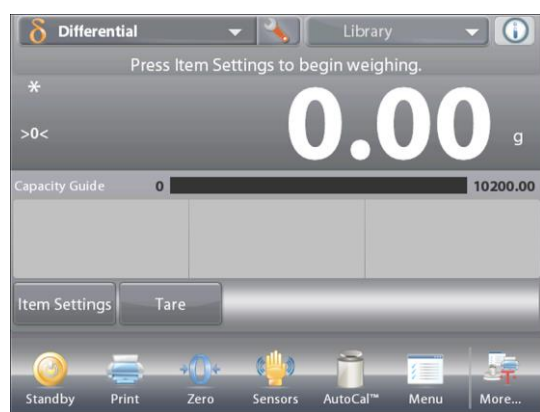 δ Differential Library
Press Item Settings to begin weighing.
*
>0< 0.00 g
Capacity Guide 0 10200.00
Item Settings Tare
Standby Print Zero Sensors AutoCal™ Menu More...